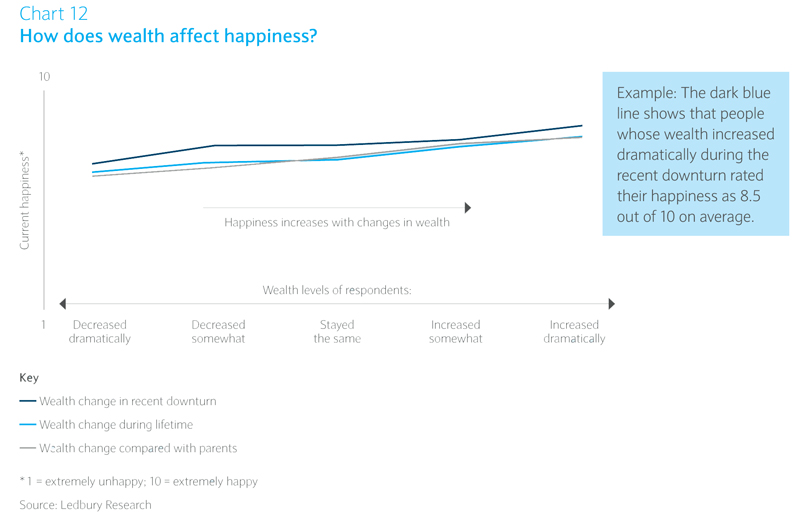 Chart 12
How does wealth affect happiness?
10
Current happiness*
Example: The dark blue
line shows that people
whose wealth increased
dramatically during the
recent downturn rated
their happiness as 8.5
out of 10 on average.
Happiness increases with changes in wealth
Wealth levels of respondents:
1
Decreased
dramatically
Decreased
somewhat
Stayed
the same
Increased
somewhat
Increased
dramatically
Key
Wealth change in recent downturn
Wealth change during lifetime
Wealth change compared with parents
* 1 = extremely unhappy; 10 = extremely happy
Source: Ledbury Research